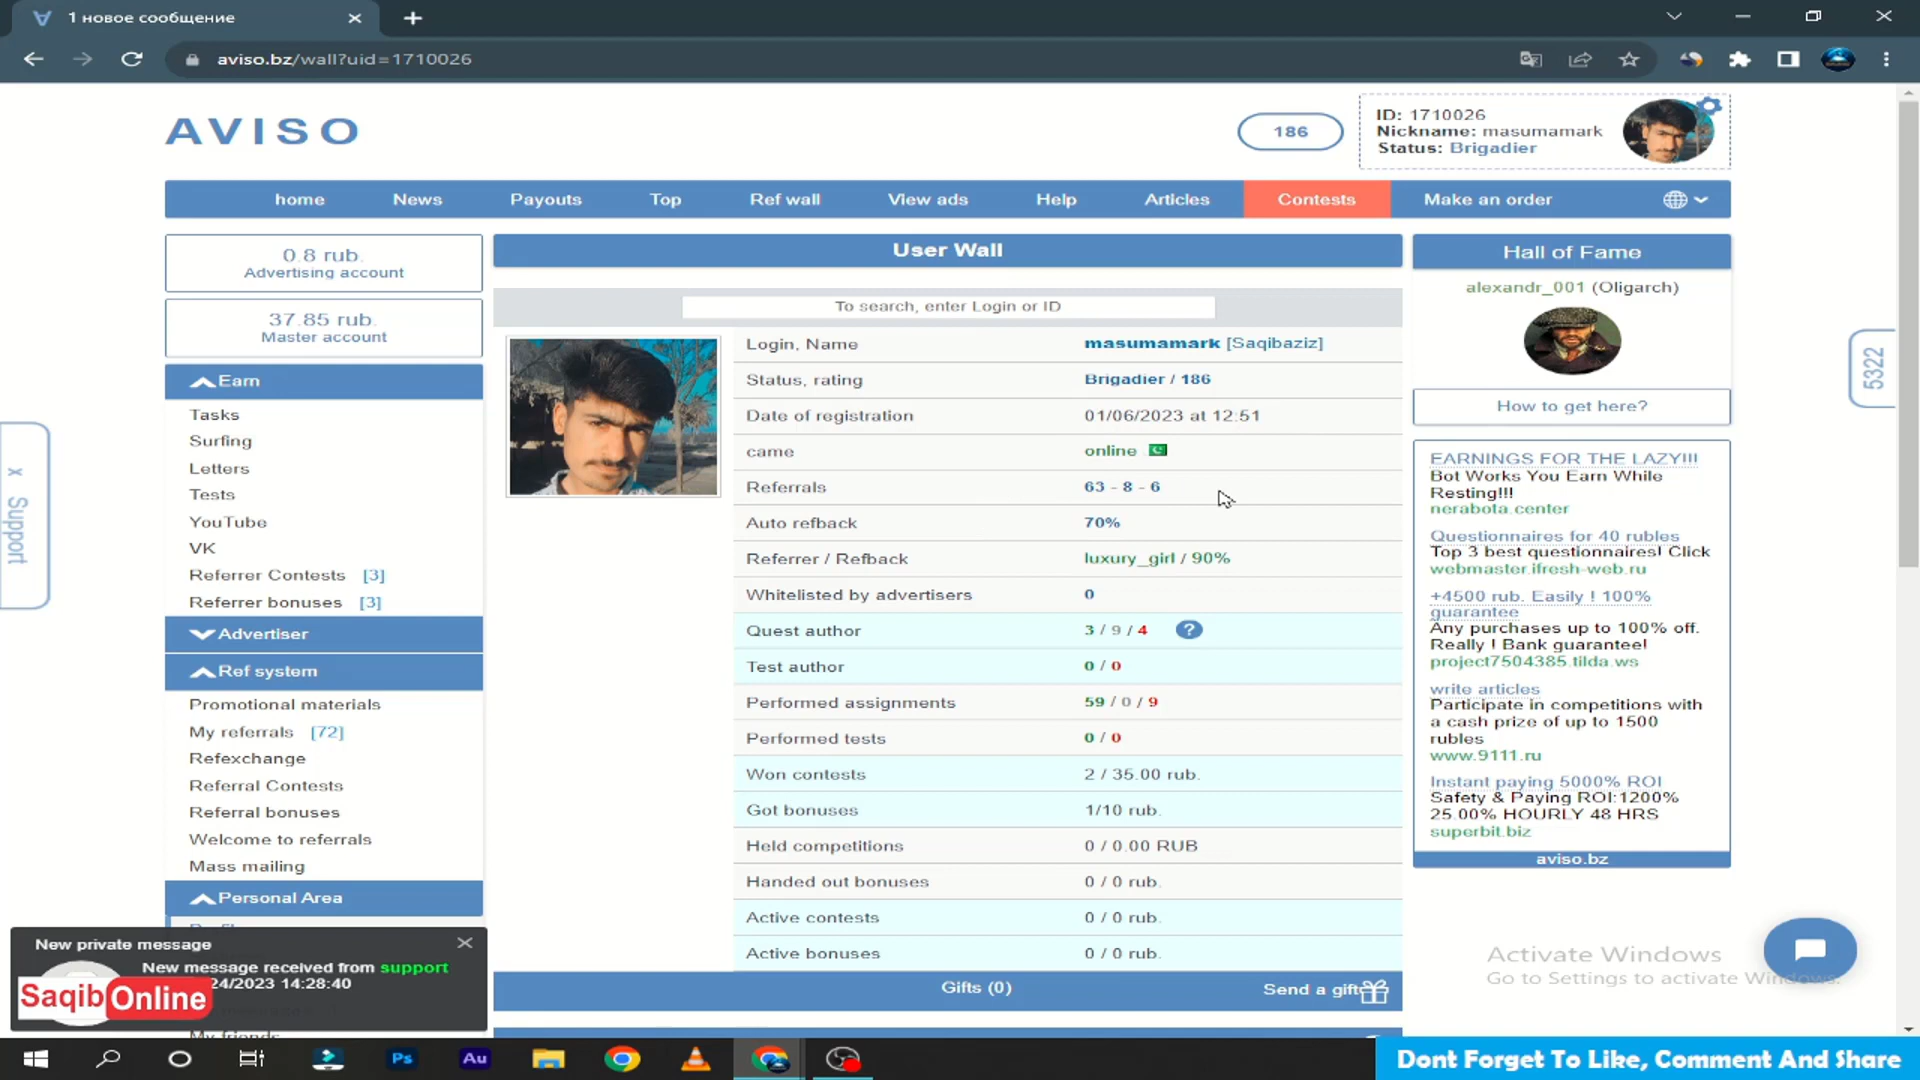 1 новое сообщение
aviso.bz/wall?uid=1710026
AVISO
186
ID: 1710026
Nickname: masumamark
Status: Brigadier
home News Payouts Top Ref wall View ads Help Articles Contests Make an order
0.8 rub.
Advertising account
37.85 rub.
Master account
Earn
Tasks
Surfing
Letters
Tests
YouTube
VK
Referrer Contests [3]
Referrer bonuses [3]
Advertiser
Ref system
Promotional materials
My referrals [72]
Refexchange
Referral Contests
Referral bonuses
Welcome to referrals
Mass mailing
Personal Area
My friends
x Support
User Wall
To search, enter Login or ID
Login, Name masumamark [Saqibaziz]
Status, rating Brigadier / 186
Date of registration 01/06/2023 at 12:51
came online
Referrals 63 - 8 - 6
Auto refback 70%
Referrer / Refback luxury_girl / 90%
Whitelisted by advertisers 0
Quest author 3 / 9 / 4 ?
Test author 0 / 0
Performed assignments 59 / 0 / 9
Performed tests 0 / 0
Won contests 2 / 35.00 rub.
Got bonuses 1/10 rub.
Held competitions 0 / 0.00 RUB
Handed out bonuses 0 / 0 rub.
Active contests 0 / 0 rub.
Active bonuses 0 / 0 rub.
Gifts (0) Send a gift
Hall of Fame
alexandr_001 (Oligarch)
How to get here?
EARNINGS FOR THE LAZY!!!
Bot Works You Earn While
Resting!!!
nerabota.center
Questionnaires for 40 rubles
Top 3 best questionnaires! Click
webmaster.ifresh-web.ru
+4500 rub. Easily ! 100%
guarantee
Any purchases up to 100% off.
Really ! Bank guarantee!
project7504385.tilda.ws
write articles
Participate in competitions with
a cash prize of up to 1500
rubles
www.9111.ru
Instant paying 5000% ROI
Safety & Paying ROI:1200%
25.00% HOURLY 48 HRS
superbit.biz
aviso.bz
5322
New private message
New message received from support
24/2023 14:28:40
Saqib Online
Activate Windows
Go to Settings to activate Windows.
Ps
Au
Dont Forget To Like, Comment And Share